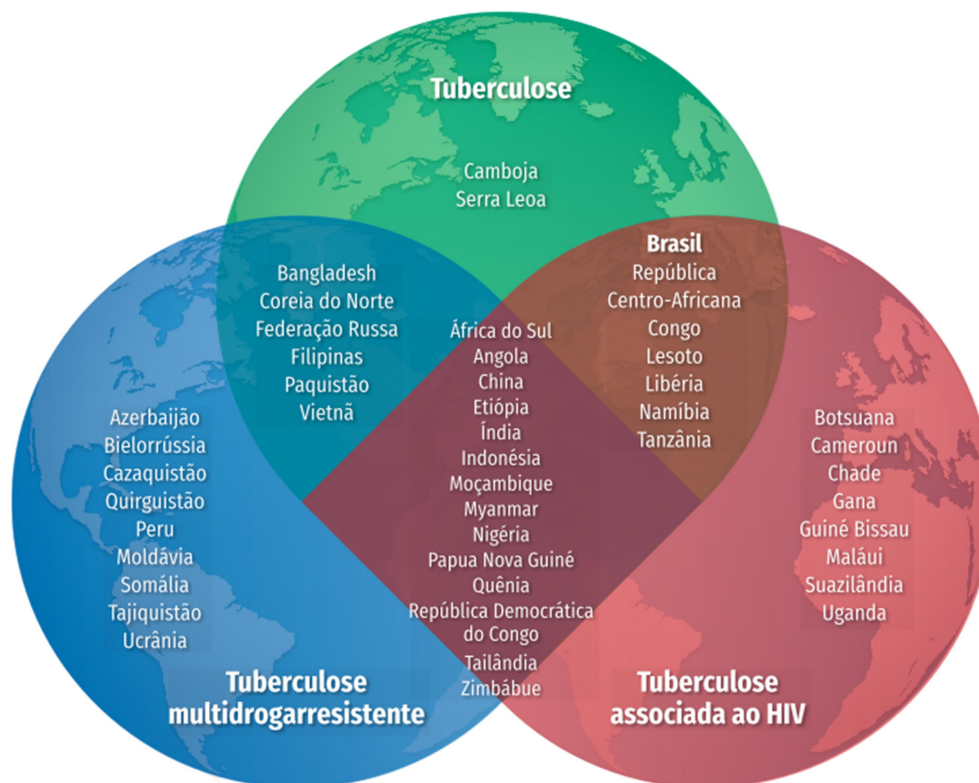 Tuberculose
Camboja
Serra Leoa
Bangladesh
Coreia do Norte
Federação Russa
Filipinas
Paquistão
Vietnã
Brasil
República
Centro-Africana
Congo
Lesoto
Libéria
Namíbia
Tanzânia
África do Sul
Angola
China
Etiópia
Índia
Indonésia
Moçambique
Myanmar
Nigéria
Papua Nova Guiné
Quênia
República Democrática
do Congo
Tailândia
Zimbábue
Azerbaijão
Bielorrússia
Cazaquistão
Quirguistão
Peru
Moldávia
Somália
Tajiquistão
Ucrânia
Botsuana
Cameroun
Chade
Gana
Guiné Bissau
Maláui
Suazilândia
Uganda
Tuberculose
multidrogarresistente
Tuberculose
associada ao HIV